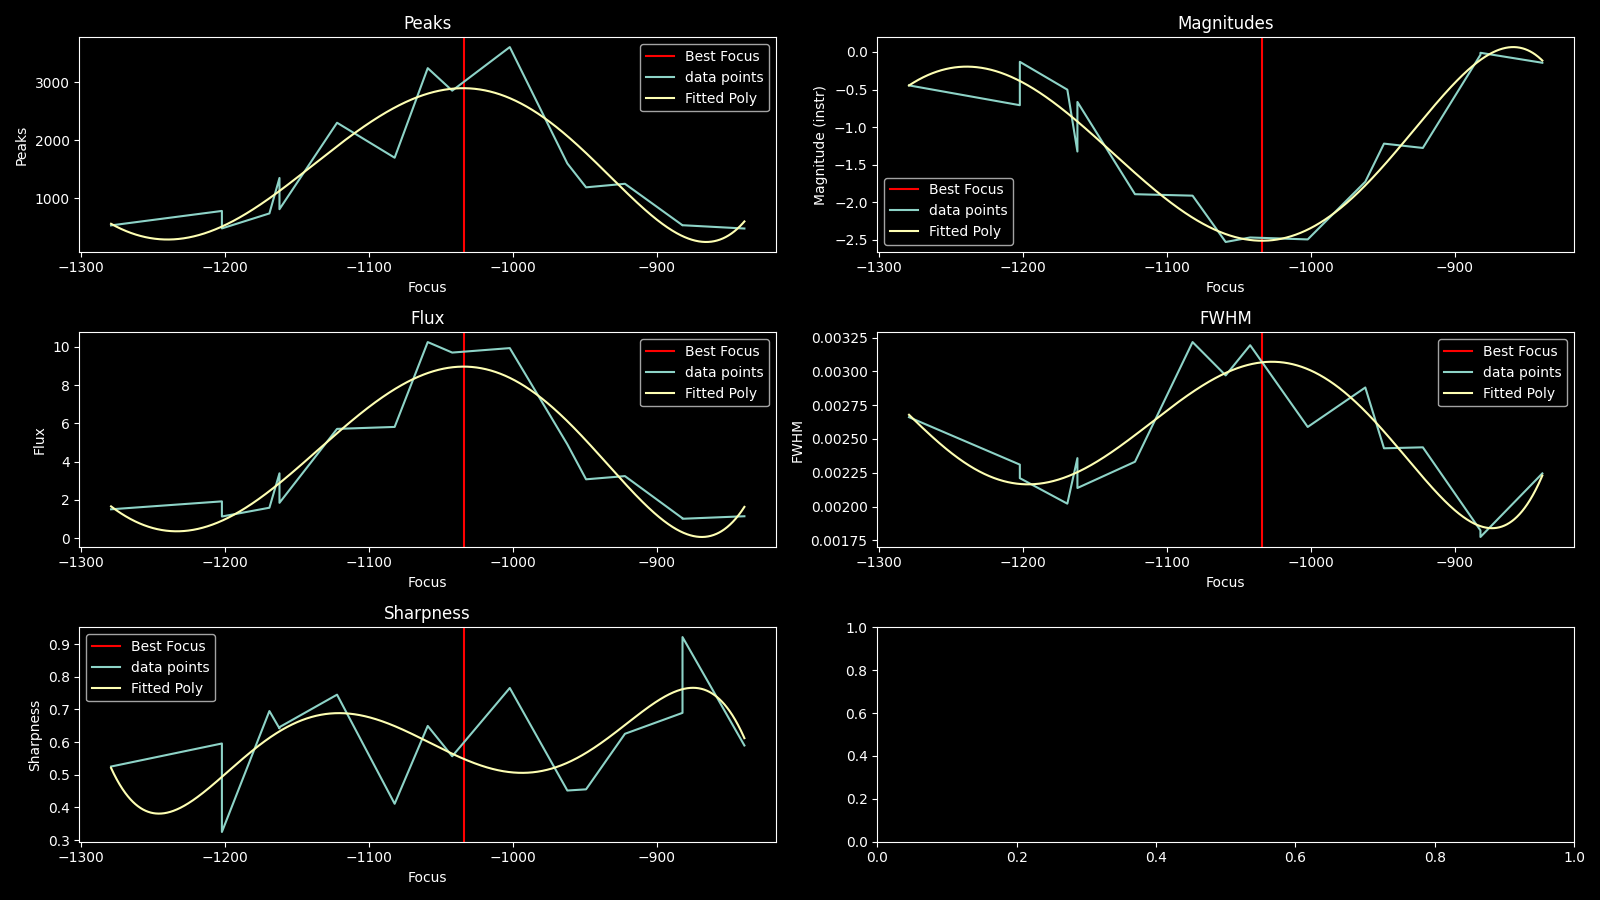 Peaks
Peaks
3000
2000
1000
Best Focus
data points
Fitted Poly
−1300 −1200 −1100 −1000 −900
Focus
Magnitudes
Magnitude (instr)
0.0
−0.5
−1.0
−1.5
−2.0
−2.5
Best Focus
data points
Fitted Poly
−1300 −1200 −1100 −1000 −900
Focus
Flux
Flux
10
8
6
4
2
0
Best Focus
data points
Fitted Poly
−1300 −1200 −1100 −1000 −900
Focus
FWHM
FWHM
0.00325
0.00300
0.00275
0.00250
0.00225
0.00200
0.00175
Best Focus
data points
Fitted Poly
−1300 −1200 −1100 −1000 −900
Focus
Sharpness
Sharpness
0.9
0.8
0.7
0.6
0.5
0.4
0.3
Best Focus
data points
Fitted Poly
−1300 −1200 −1100 −1000 −900
Focus
1.0
0.8
0.6
0.4
0.2
0.0
0.0 0.2 0.4 0.6 0.8 1.0